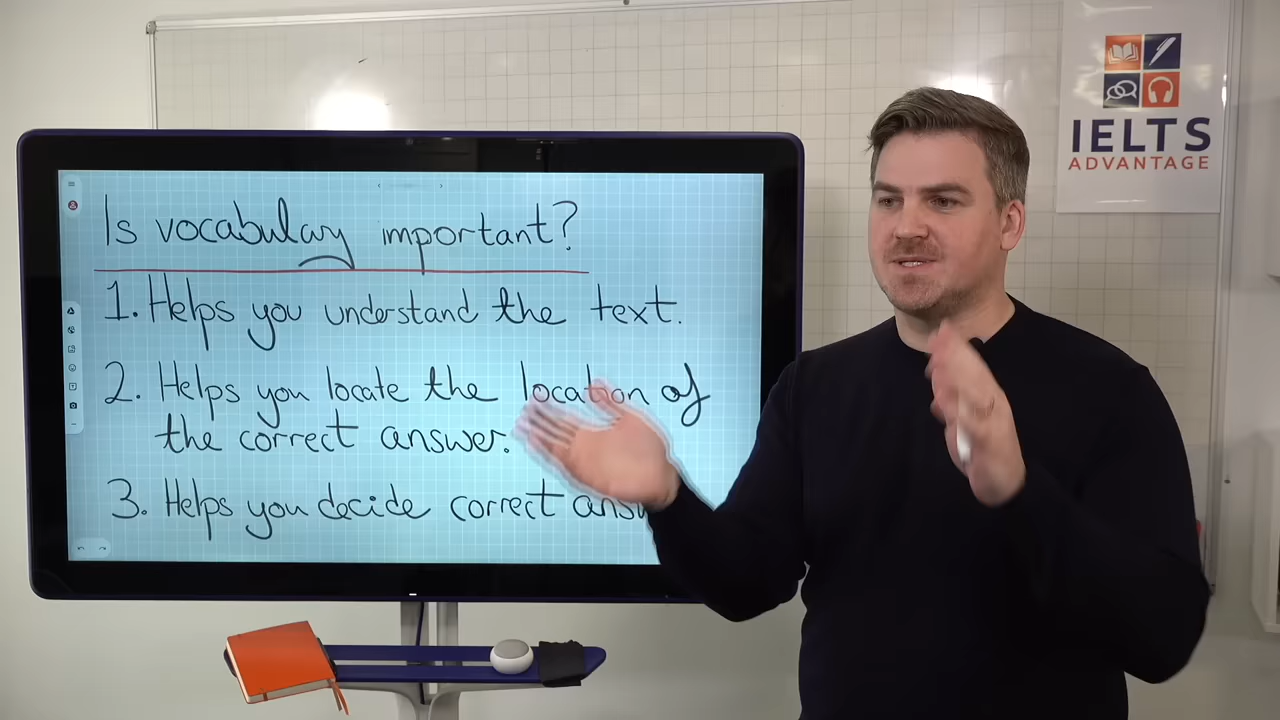 Is vocabulary important?
1. Helps you understand the text.
2. Helps you locate the location of
the correct answer.
3. Helps you decide correct
IELTS
ADVANTAGE